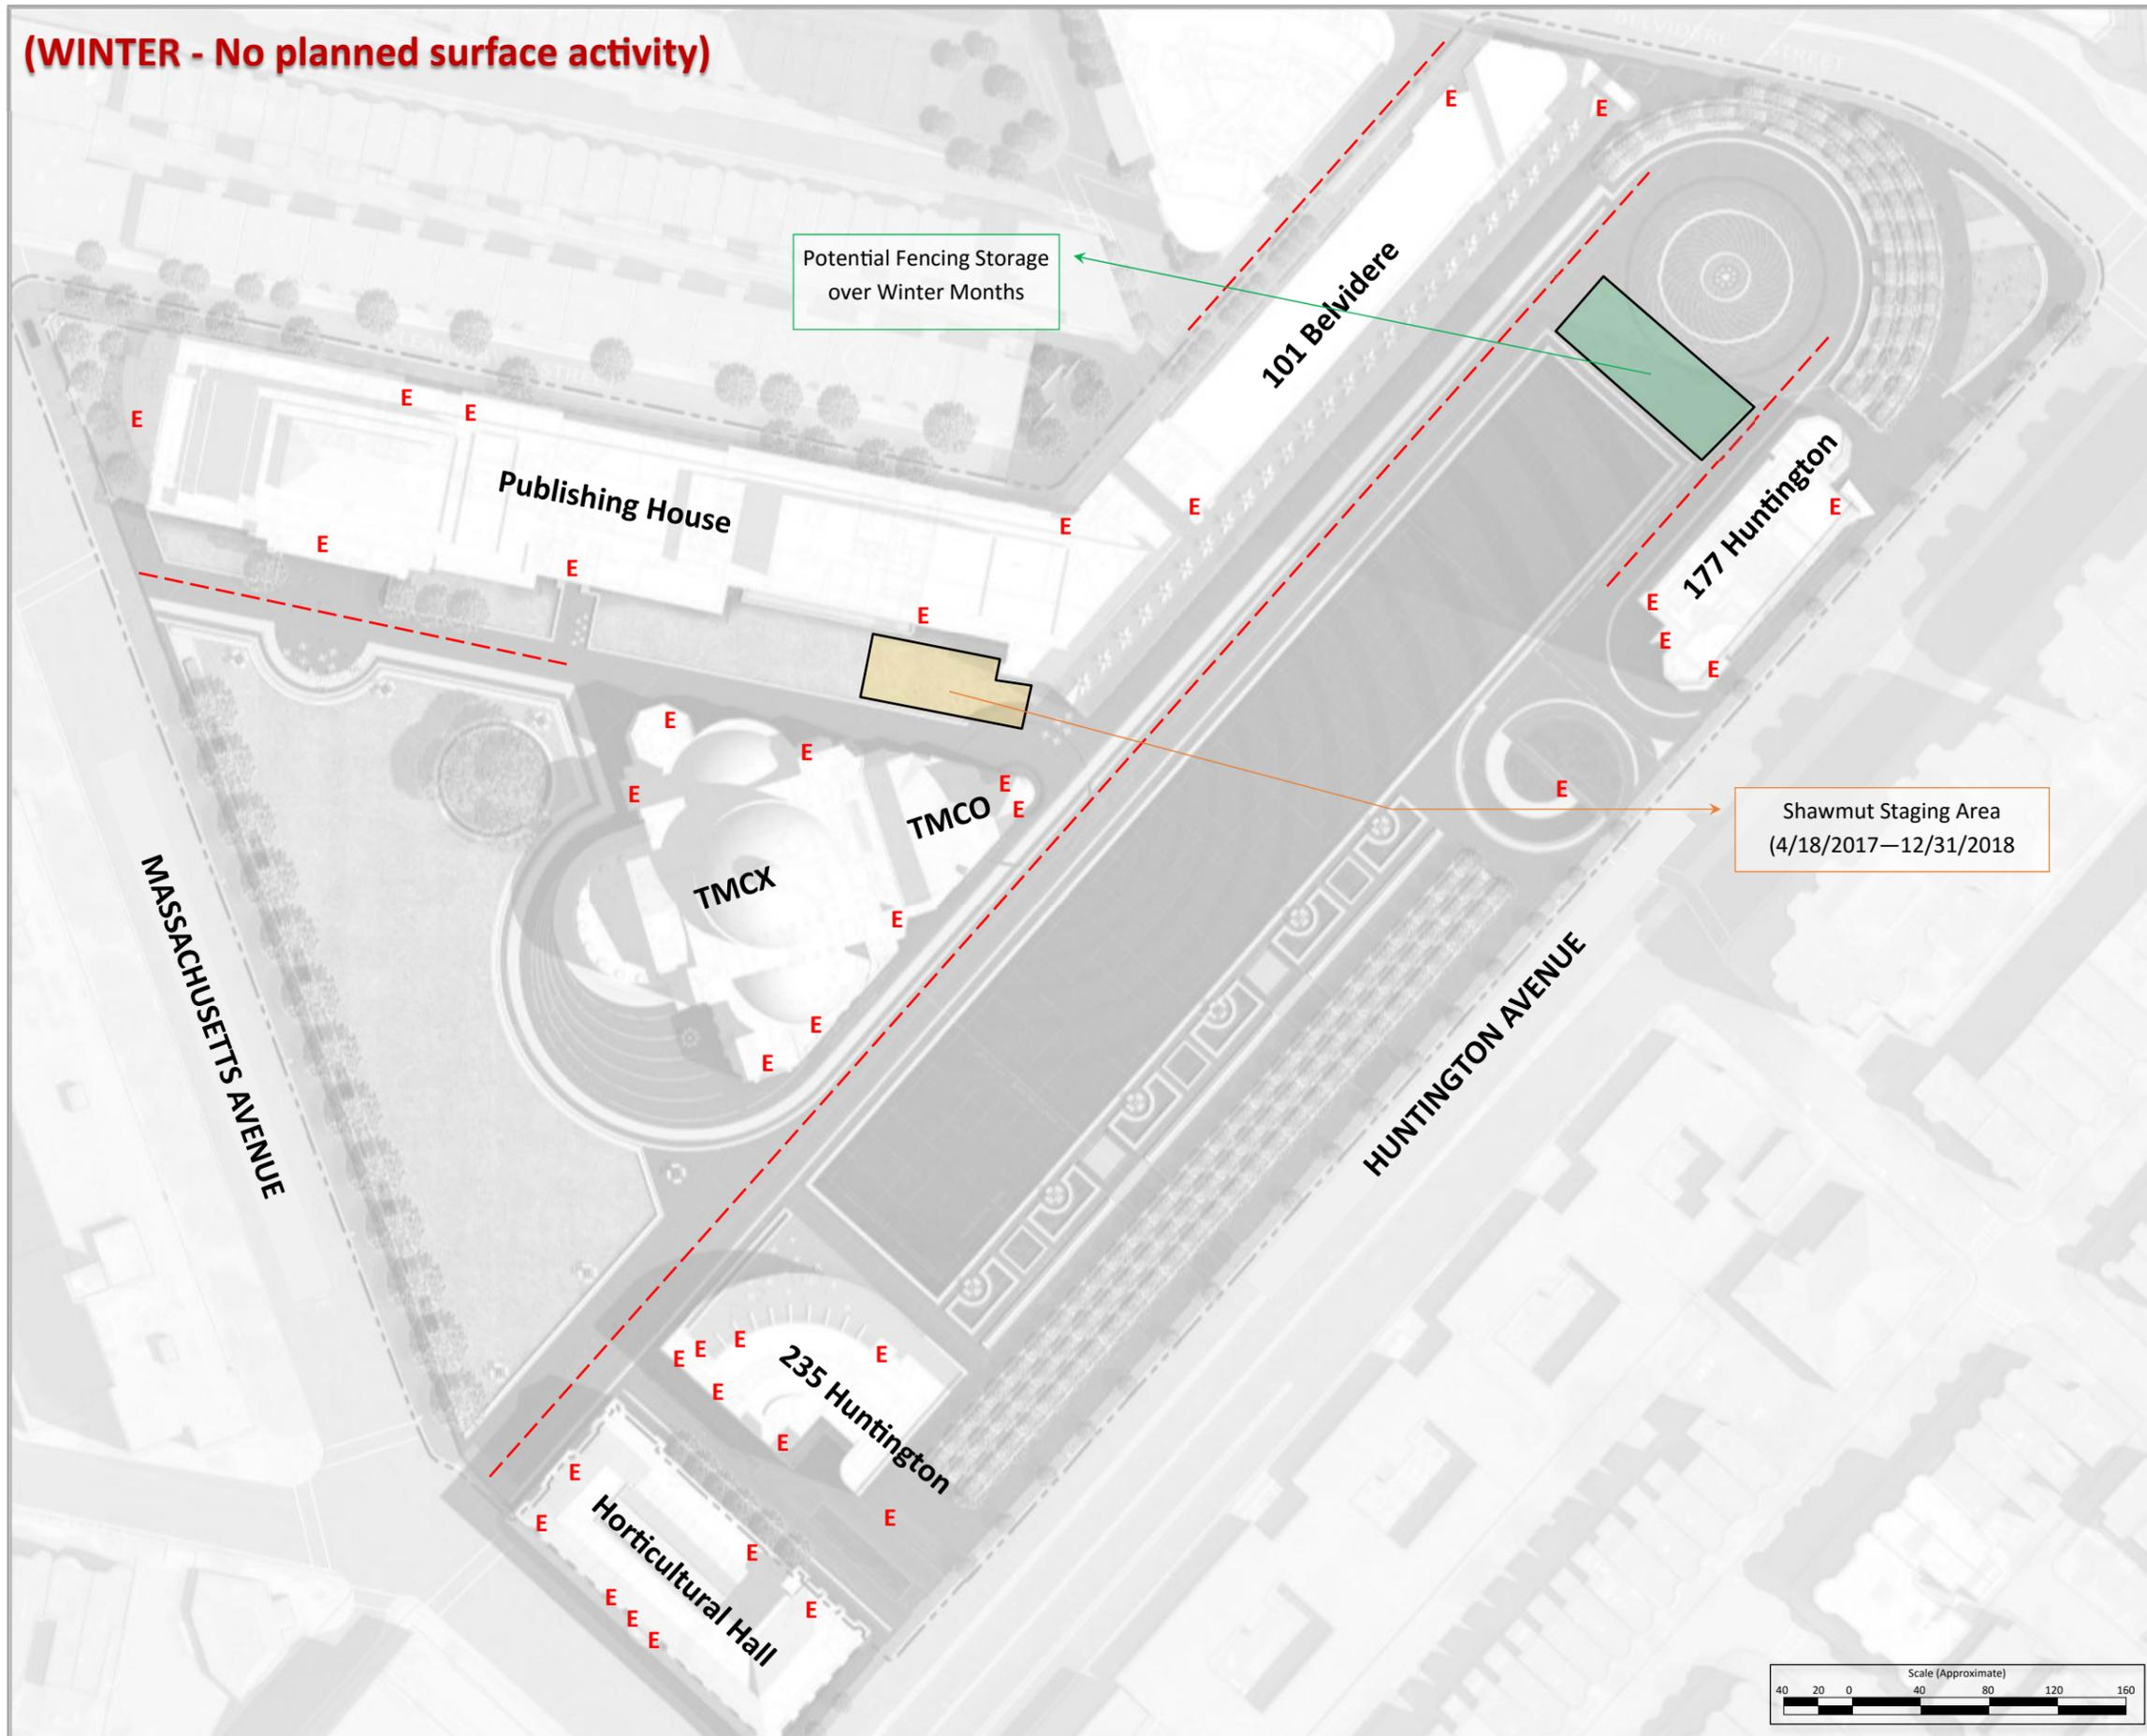 (WINTER - No planned surface activity)
BELVIDERE STREET
E
E
Potential Fencing Storage
over Winter Months
101 Belvidere
E
E
E
Publishing House
E
E
E
177 Huntington
E
E
E
E
E
E
E
E
E
E
E
E
TMCO
E
E
E
Shawmut Staging Area
(4/18/2017—12/31/2018
TMCX
E
MASSACHUSETTS AVENUE
HUNTINGTON AVENUE
E
E
E
E
E
E
E
235 Huntington
E
E
E
E
Horticultural Hall
E
E
E
E
E
Scale (Approximate)
40 20 0 40 80 120 160